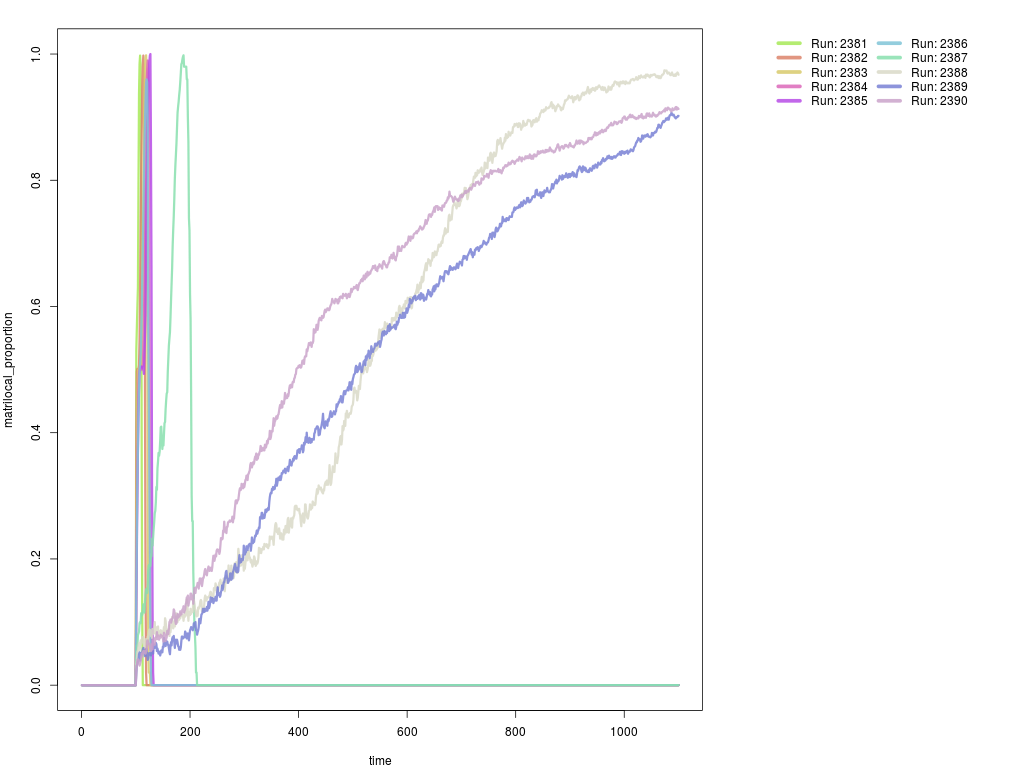 matrilocal_proportion
1.0
0.8
0.6
0.4
0.2
0.0
0 200 400 600 800 1000
time
Run: 2381 Run: 2386
Run: 2382 Run: 2387
Run: 2383 Run: 2388
Run: 2384 Run: 2389
Run: 2385 Run: 2390